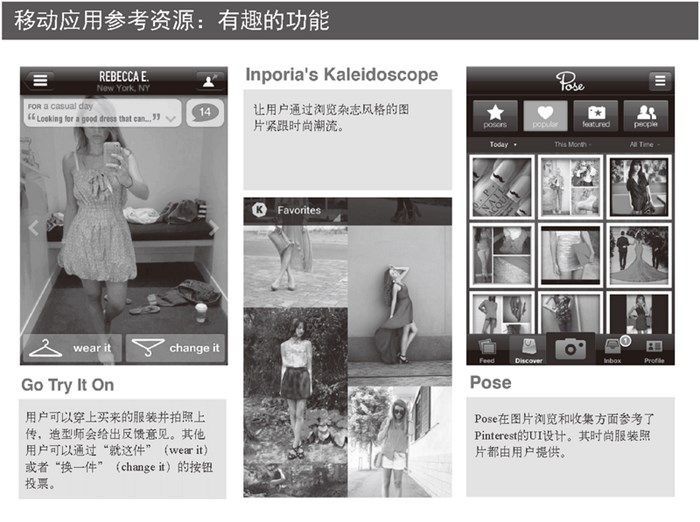 移动应用参考资源：有趣的功能
REBECCA E.
New York, NY
FOR a casual day
“Looking for a good dress that can...”
14
wear it
change it
Go Try It On
用户可以穿上买来的服装并拍照上
传，造型师会给出反馈意见。其他
用户可以通过“就这件”（wear it）
或者“换一件”（change it）的按钮
投票。
Inporia's Kaleidoscope
让用户通过浏览杂志风格的图
片紧跟时尚潮流。
K Favorites
Pose
posers
popular
featured
people
Today
This Month
All Time
Feed
Discover
Inbox
1
Profile
Pose
Pose在图片浏览和收集方面参考了
Pinterest的UI设计。其时尚服装照
片都由用户提供。